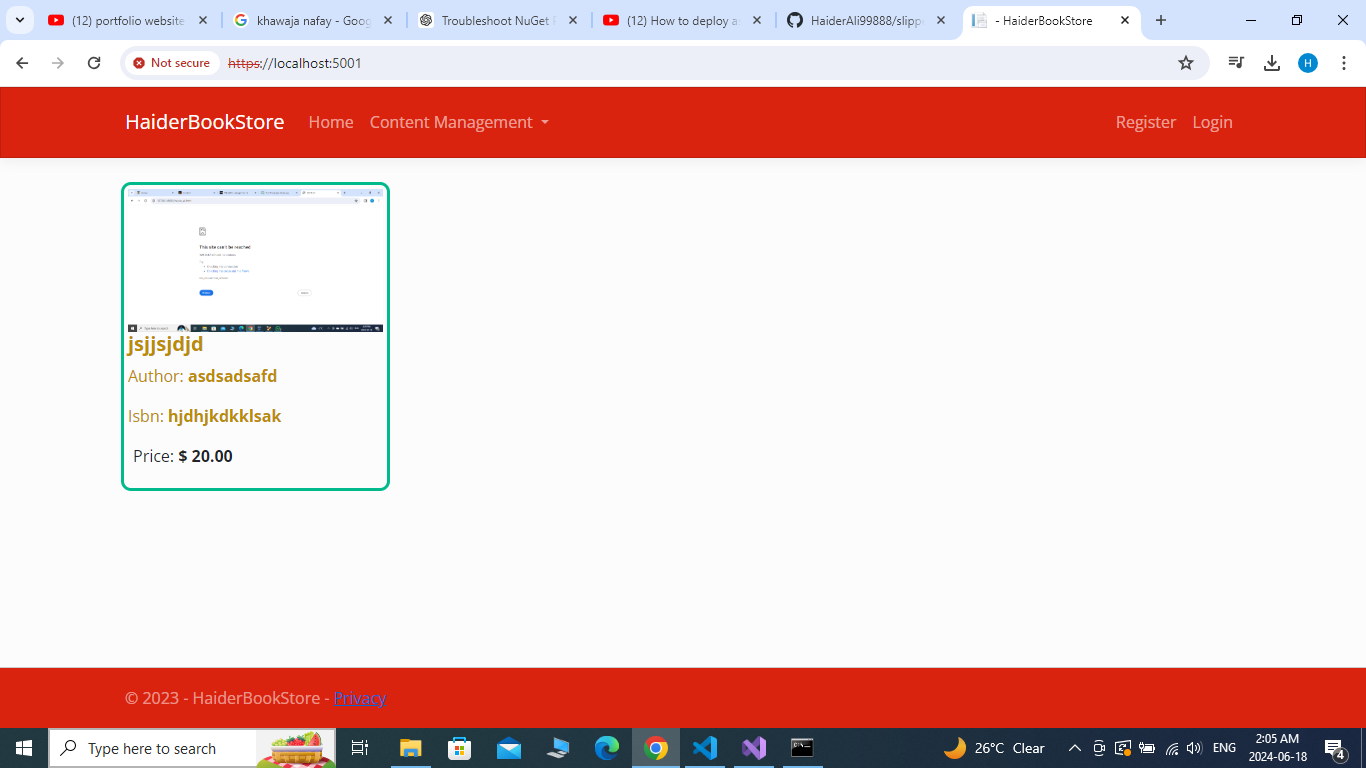 (12) portfolio website
khawaja nafay - Goog
Troubleshoot NuGet
(12) How to deploy a
HaiderAli99888/slipp
- HaiderBookStore
Not secure
https://localhost:5001
H
HaiderBookStore
Home
Content Management
Register
Login
This site can't be reached
jsjjsjdjd
Author: asdsadsafd
Isbn: hjdhjkdkklsak
Price: $ 20.00
© 2023 - HaiderBookStore - Privacy
Type here to search
26°C Clear
ENG
2:05 AM
2024-06-18
4